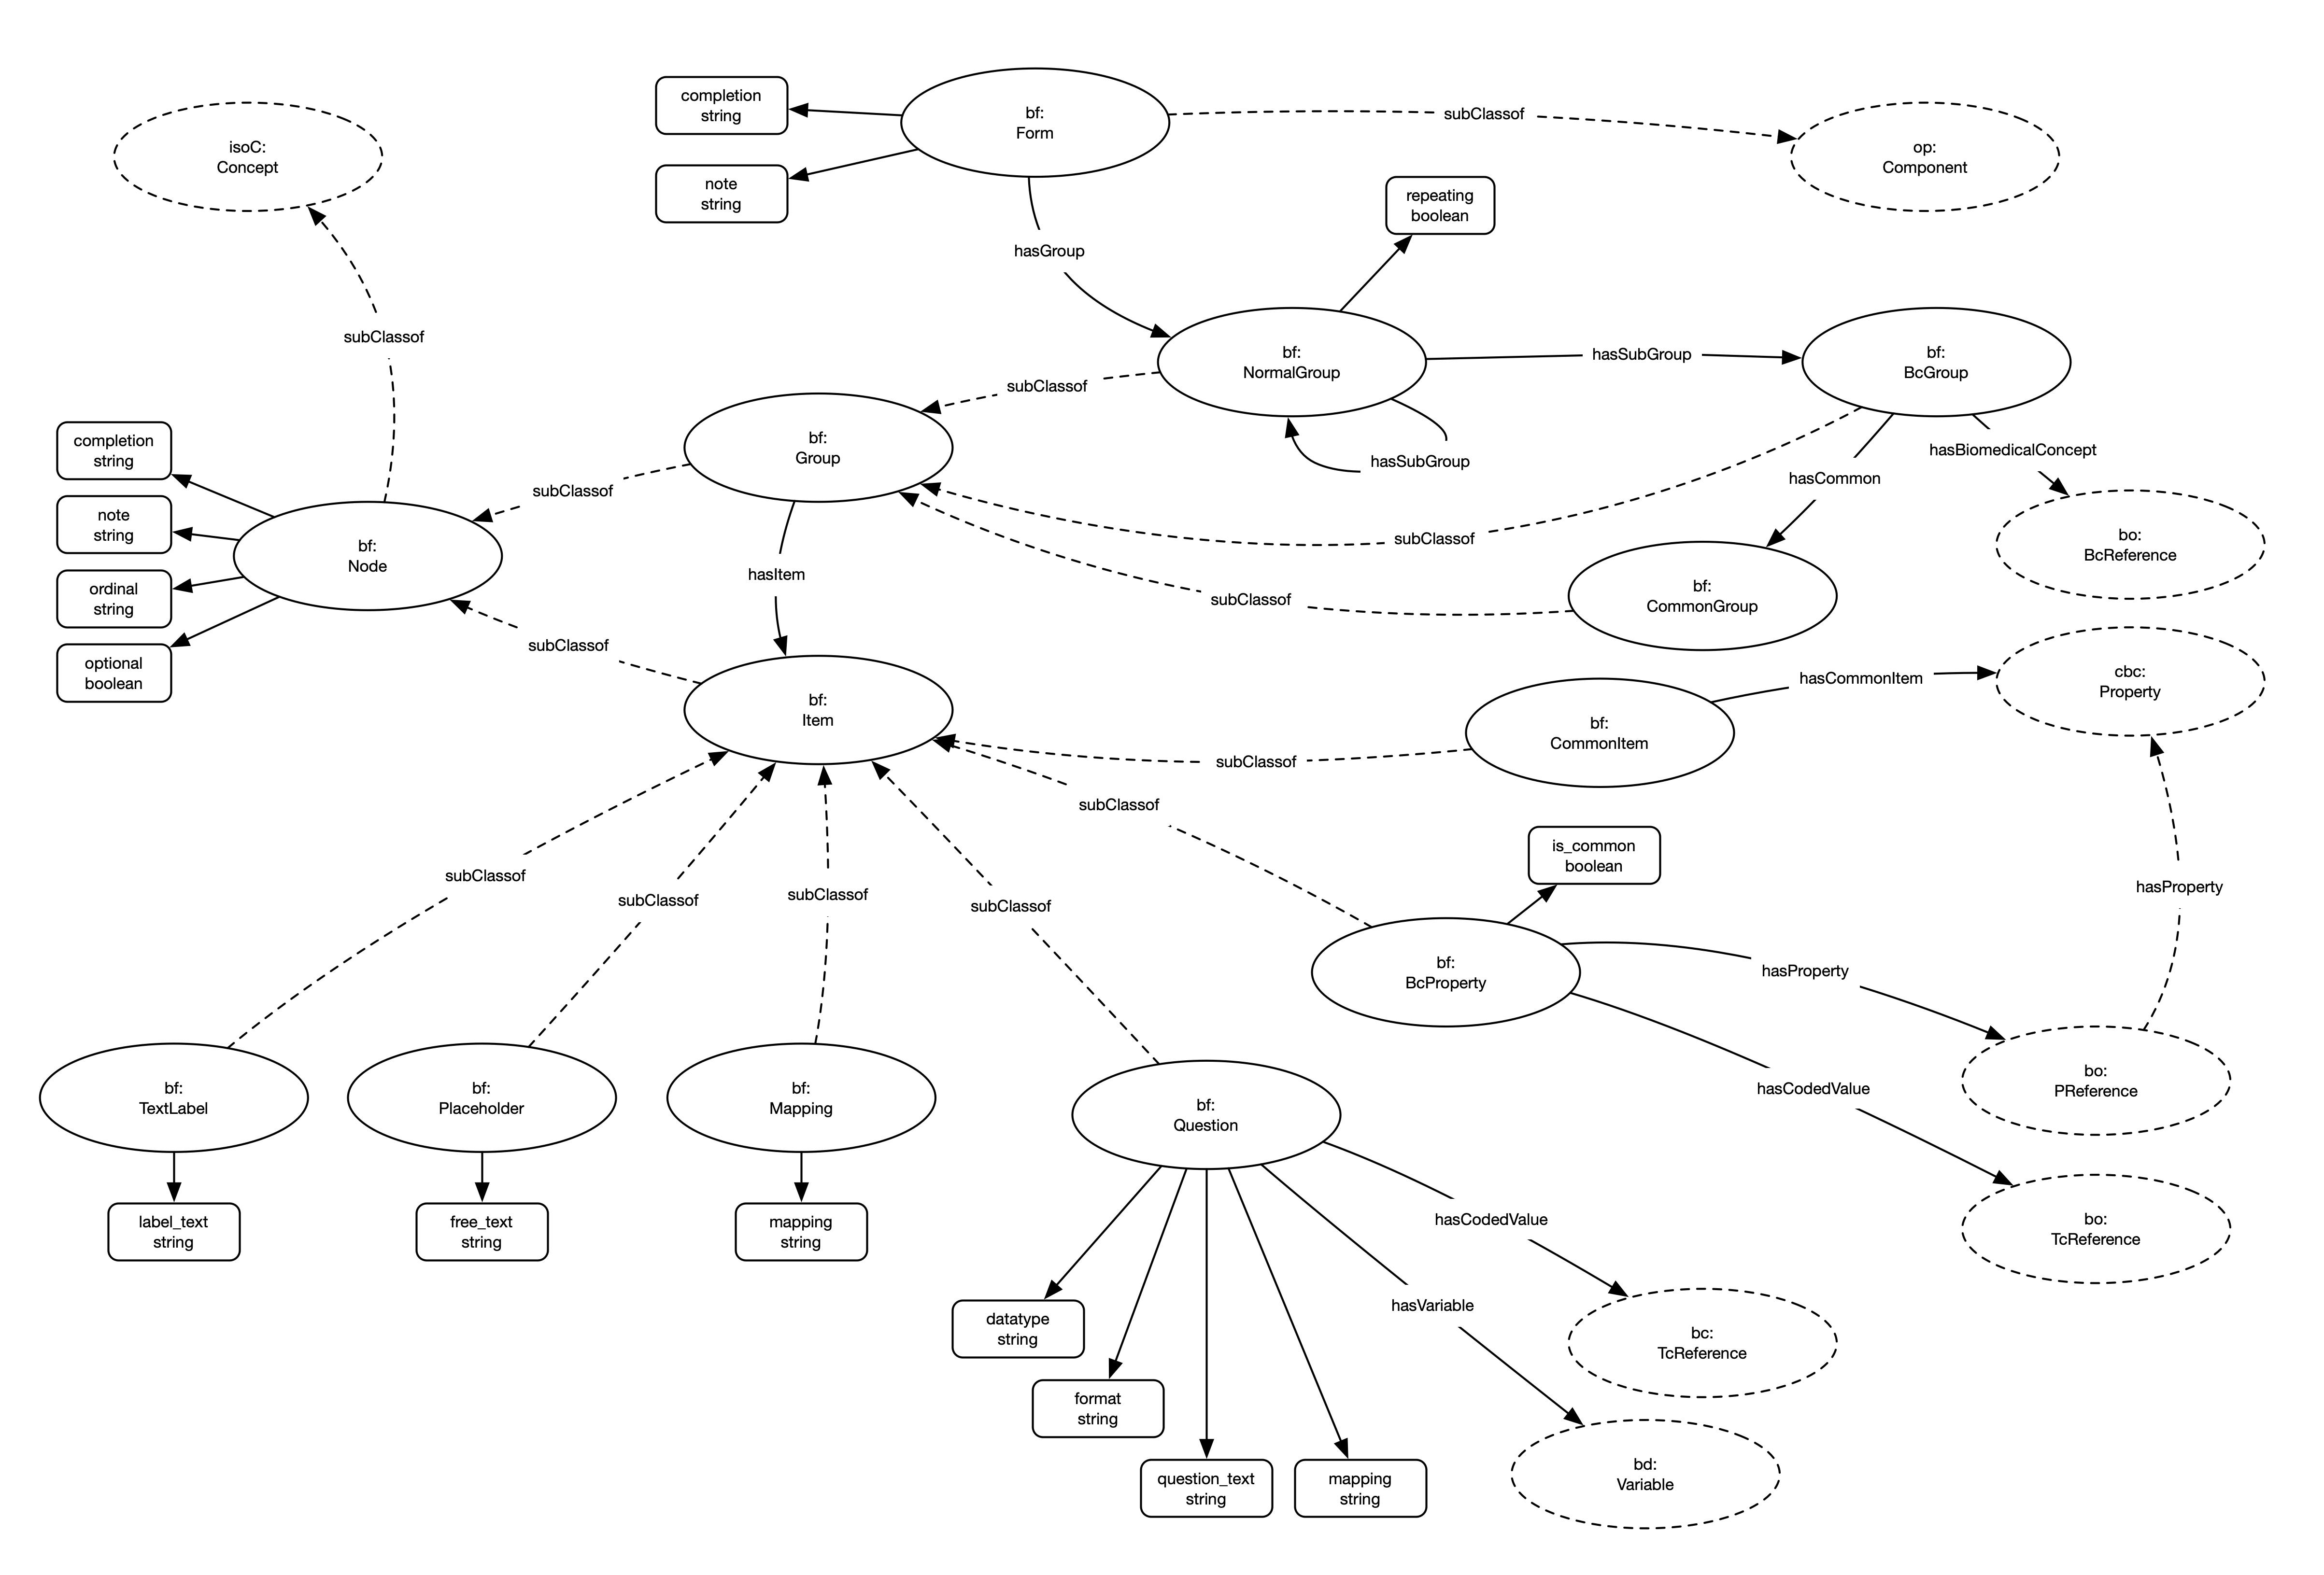 completion
string
bf:
Form
subClassof
op:
Component
isoC:
Concept
note
string
repeating
boolean
hasGroup
subClassof
bf:
NormalGroup
hasSubGroup
bf:
BcGroup
subClassof
hasSubGroup
bf:
Group
completion
string
hasBiomedicalConcept
hasCommon
subClassof
note
string
subClassof
bo:
BcReference
bf:
Node
hasItem
ordinal
string
subClassof
bf:
CommonGroup
subClassof
optional
boolean
bf:
Item
hasCommonItem
cbc:
Property
bf:
CommonItem
subClassof
subClassof
is_common
boolean
subClassof
subClassof
subClassof
subClassof
hasProperty
bf:
BcProperty
hasProperty
bf:
TextLabel
bf:
Placeholder
bf:
Mapping
bf:
Question
hasCodedValue
bo:
PReference
label_text
string
free_text
string
mapping
string
hasCodedValue
bo:
TcReference
datatype
string
hasVariable
bc:
TcReference
format
string
question_text
string
mapping
string
bd:
Variable